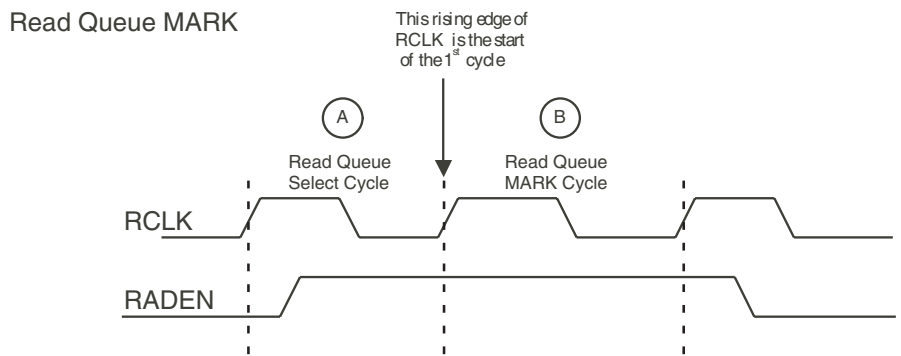 Read Queue MARK
This rising edge of
RCLK is the start
of the 1st cycle
A
B
Read Queue
Select Cycle
Read Queue
MARK Cycle
RCLK
RADEN